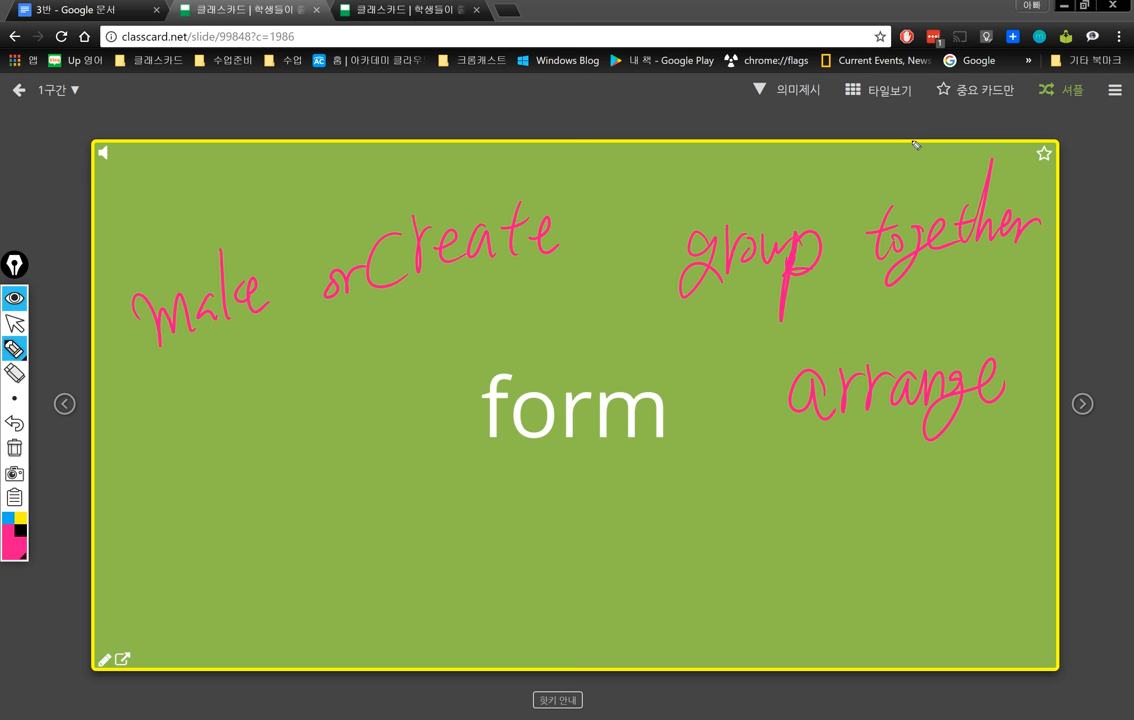 3반 - Google 문서
클래스카드 | 학생들이 클
클래스카드 | 학생들이 클
아빠
classcard.net/slide/99848?c=1986
1
앱
Up 영어
클래스카드
수업준비
수업
홈 | 아카데미 클라우
크롬캐스트
Windows Blog
내 책 - Google Play
chrome://flags
Current Events, News
Google
»
기타 북마크
1구간 ▼
▼ 의미제시
타일보기
중요 카드만
셔플
make or create
group together
arrange
form
핫키 안내